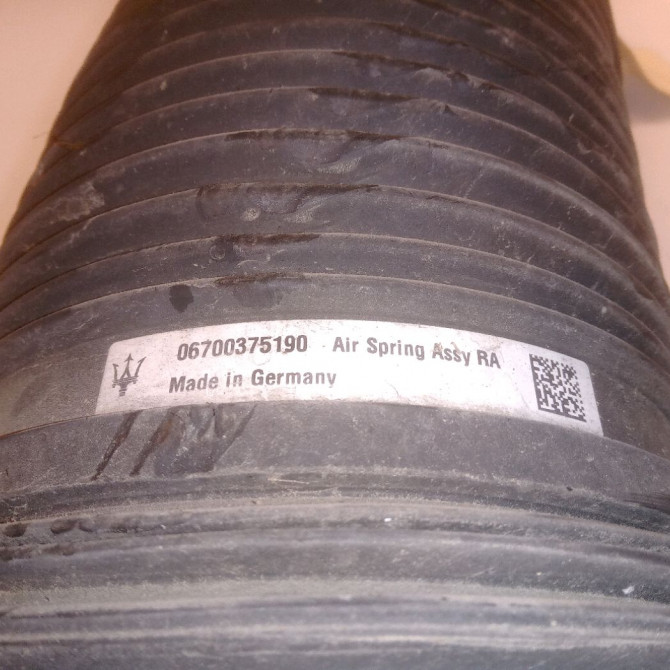 06700375190 Air Spring Assy RA
Made in Germany